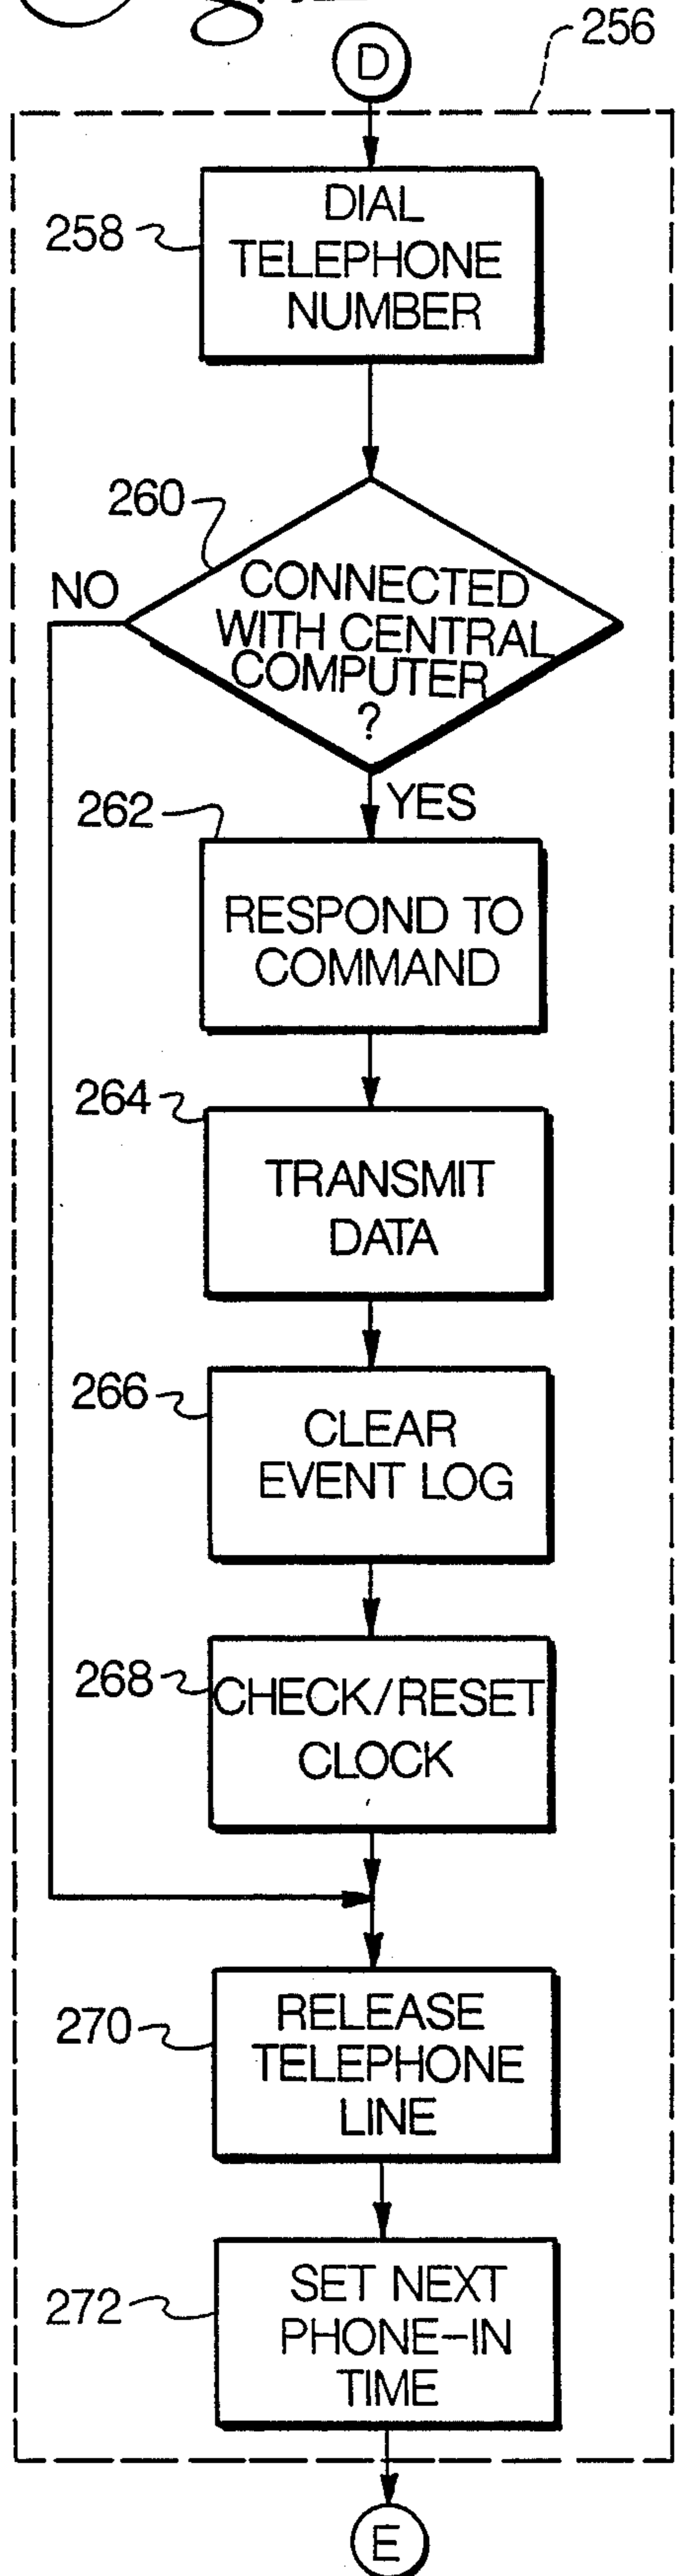 256
D
258
DIAL
TELEPHONE
NUMBER
260
NO
CONNECTED
WITH CENTRAL
COMPUTER
?
YES
262
RESPOND TO
COMMAND
264
TRANSMIT
DATA
266
CLEAR
EVENT LOG
268
CHECK/RESET
CLOCK
270
RELEASE
TELEPHONE
LINE
272
SET NEXT
PHONE-IN
TIME
E